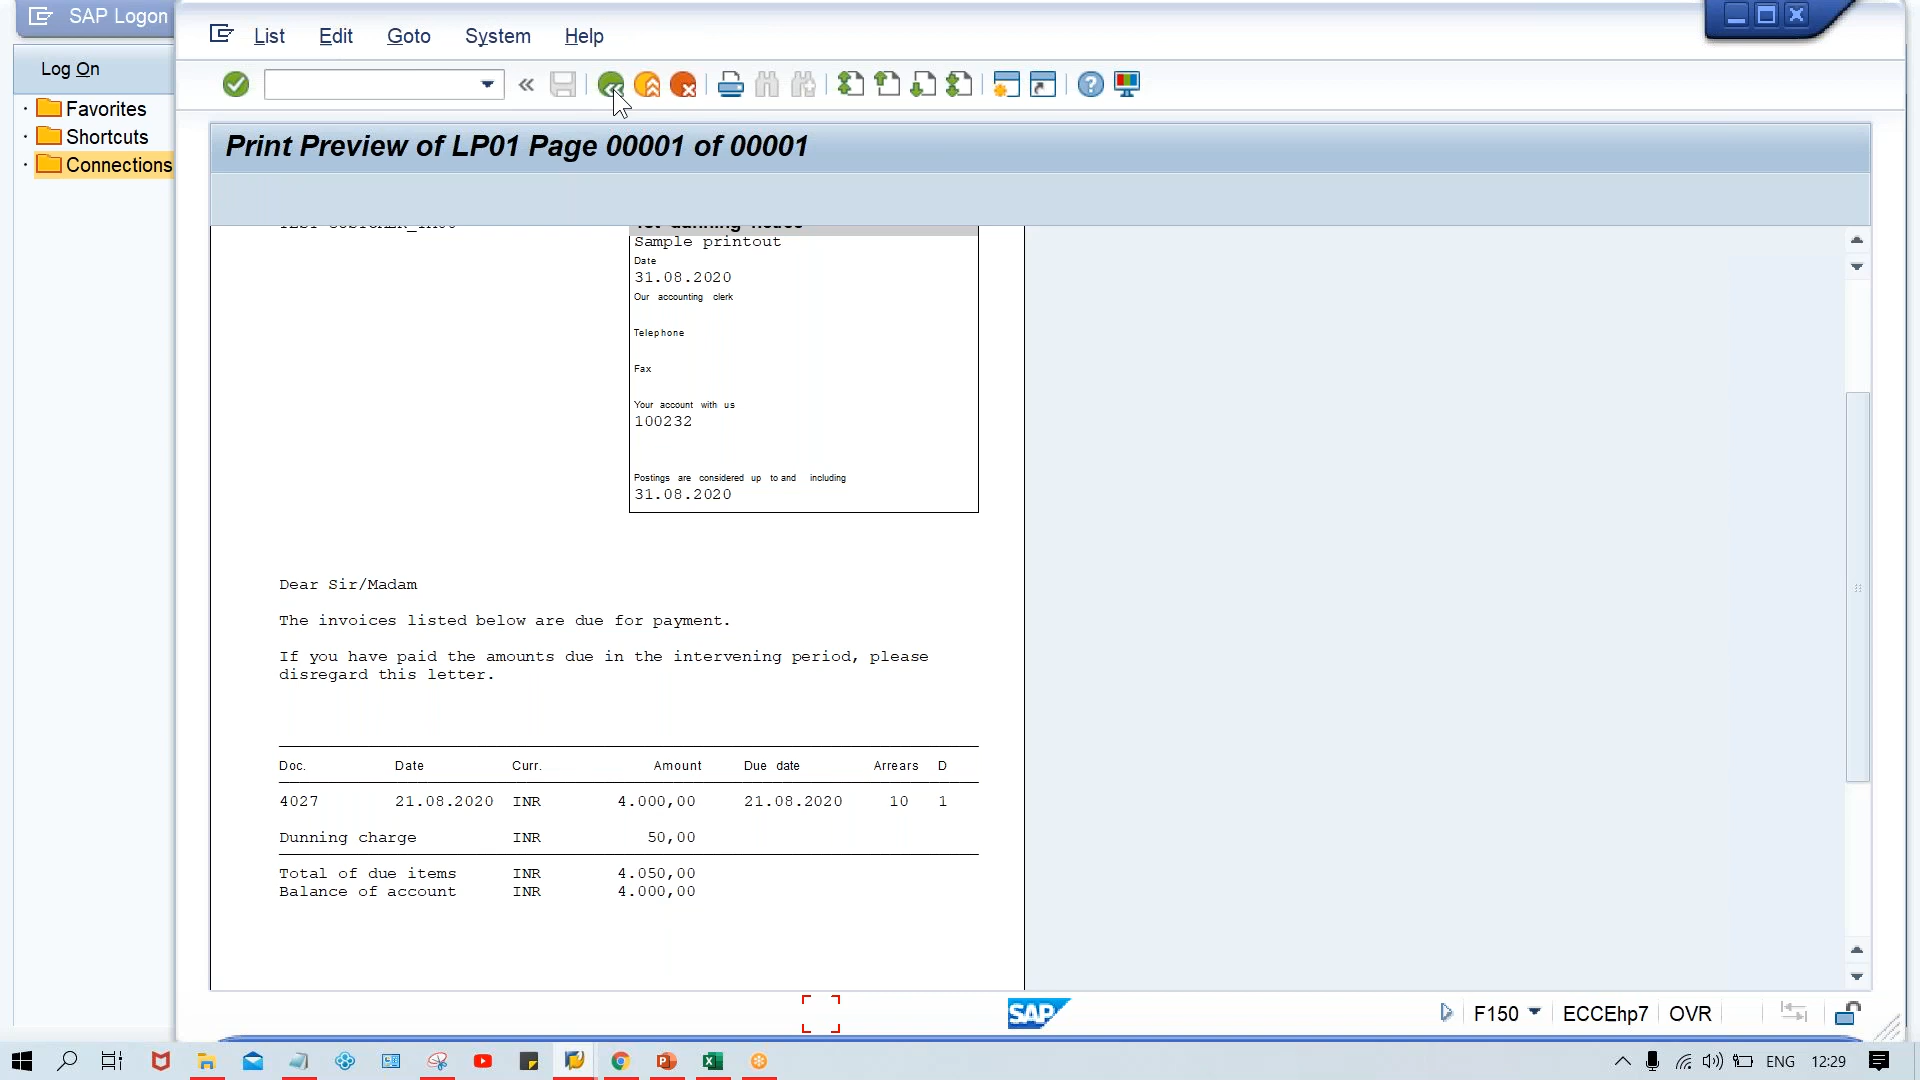 SAP Logon
List Edit Goto System Help
Log On
Favorites
Shortcuts
Connections
Print Preview of LP01 Page 00001 of 00001
Sample printout
Date
31.08.2020
Our accounting clerk
Telephone
Fax
Your account with us
100232
Postings are considered up to and including
31.08.2020
Dear Sir/Madam
The invoices listed below are due for payment.
If you have paid the amounts due in the intervening period, please
disregard this letter.
Doc. Date Curr. Amount Due date Arrears D
4027 21.08.2020 INR 4.000,00 21.08.2020 10 1
Dunning charge INR 50,00
Total of due items INR 4.050,00
Balance of account INR 4.000,00
SAP
F150 ECCEhp7 OVR
ENG 12:29